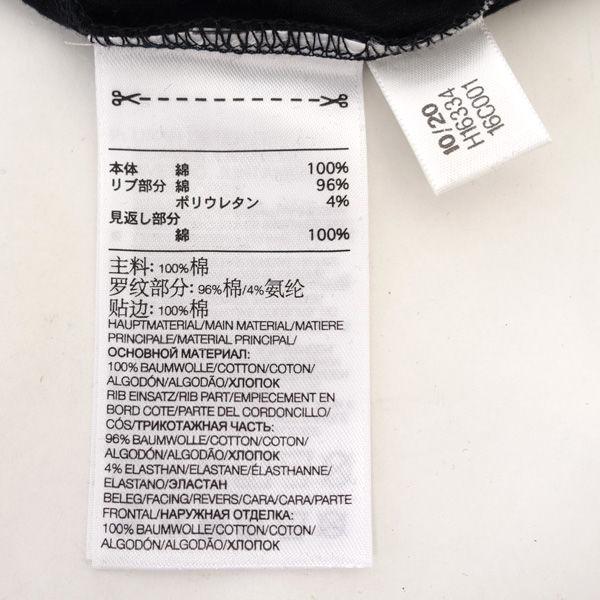 本体 綿 100%
リブ部分 綿 96%
ポリウレタン 4%
見返し部分
綿 100%
主料: 100%棉
罗纹部分: 96%棉/4%氨纶
贴边: 100%棉
HAUPTMATERIAL/MAIN MATERIAL/MATIERE
PRINCIPALE/MATERIAL PRINCIPAL/
ОСНОВНОЙ МАТЕРИАЛ:
100% BAUMWOLLE/COTTON/COTON/
ALGODÓN/ALGODÃO/ХЛОПОК
RIB EINSATZ/RIB PART/EMPIECEMENT EN
BORD COTE/PARTE DEL CORDONCILLO/
CÓS/ТРИКОТАЖНАЯ ЧАСТЬ:
96% BAUMWOLLE/COTTON/COTON/
ALGODÓN/ALGODÃO/ХЛОПОК
4% ELASTHAN/ELASTANE/ÉLASTHANNE/
ELASTANO/ЭЛАСТАН
BELEG/FACING/REVERS/CARA/CARA/PARTE
FRONTAL/НАРУЖНАЯ ОТДЕЛКА:
100% BAUMWOLLE/COTTON/COTON/
ALGODÓN/ALGODÃO/ХЛОПОК
10/20
H16334
16C001